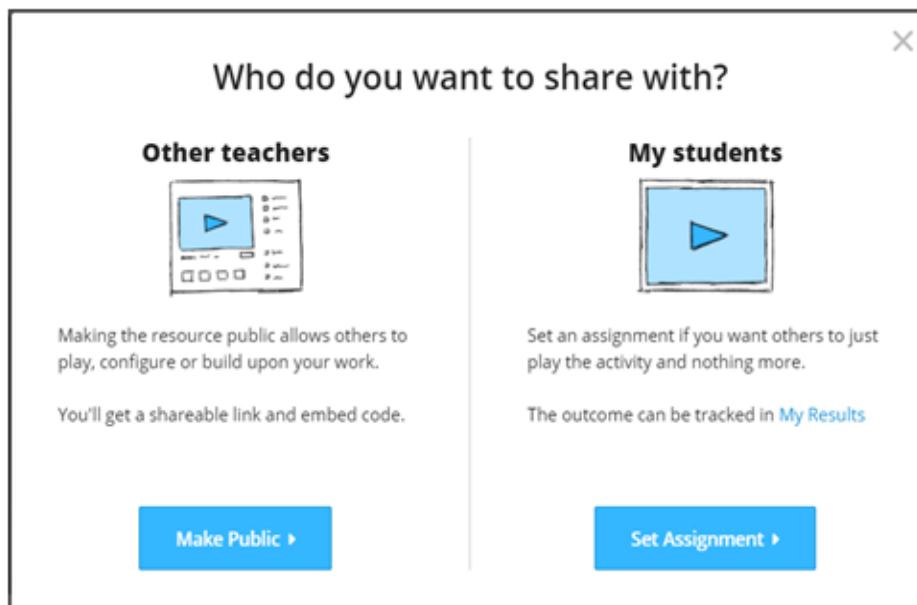 Who do you want to share with?
Other teachers
Making the resource public allows others to
play, configure or build upon your work.
You'll get a shareable link and embed code.
Make Public
My students
Set an assignment if you want others to just
play the activity and nothing more.
The outcome can be tracked in My Results
Set Assignment